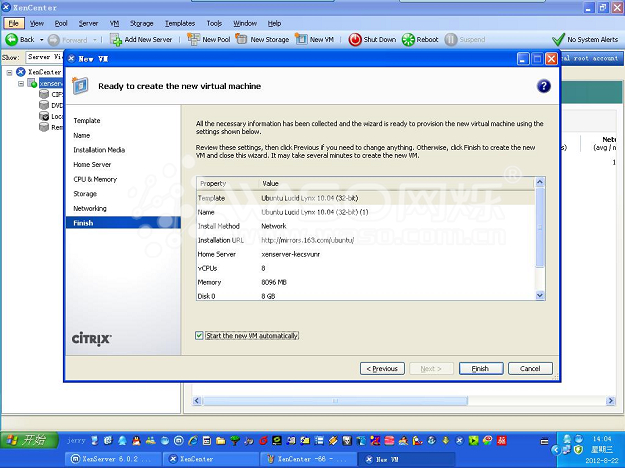 XenCenter
File View Pool Server VM Storage Templates Tools Window Help
Back Forward Add New Server New Pool New Storage New VM Shut Down Reboot Suspend No System Alerts
Show: Server Vi
XenCenter
xenserv
CIF
DVD
Loca
Rem
al root account
Netw
(avg / m
New VM
Ready to create the new virtual machine
Template
Name
Installation Media
Home Server
CPU & Memory
Storage
Networking
Finish
CITRIX
All the necessary information has been collected and the wizard is ready to provision the new virtual machine using the
settings shown below.
Review these settings, then click Previous if you need to change anything. Otherwise, click Finish to create the new
VM and close this wizard. It may take several minutes to create the new VM.
Property Value
Template Ubuntu Lucid Lynx 10.04 (32-bit)
Name Ubuntu Lucid Lynx 10.04 (32-bit) (1)
Install Method Network
Installation URL http://mirrors.163.com/ubuntu/
Home Server xenserver-kecsvunr
vCPUs 8
Memory 8096 MB
Disk 0 8 GB
Start the new VM automatically
< Previous Next > Finish Cancel
开始 jerry
XenServer 6.0.2 ... XenCenter XenCenter -66 - ... New VM
14:04
星期三
2012-8-22